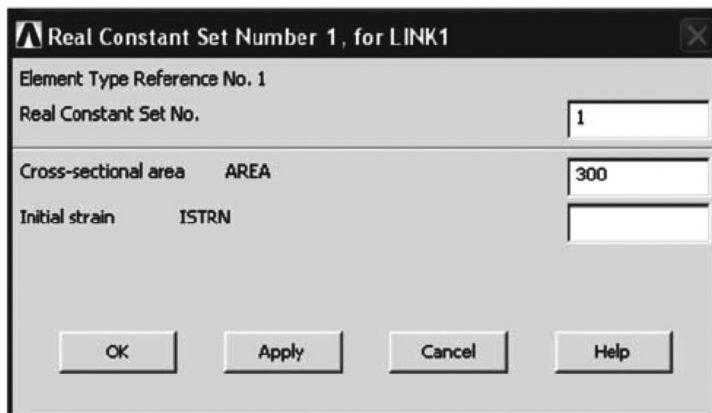 Real Constant Set Number 1, for LINK1
Element Type Reference No. 1
Real Constant Set No. 1
Cross-sectional area AREA 300
Initial strain ISTRN
OK Apply Cancel Help